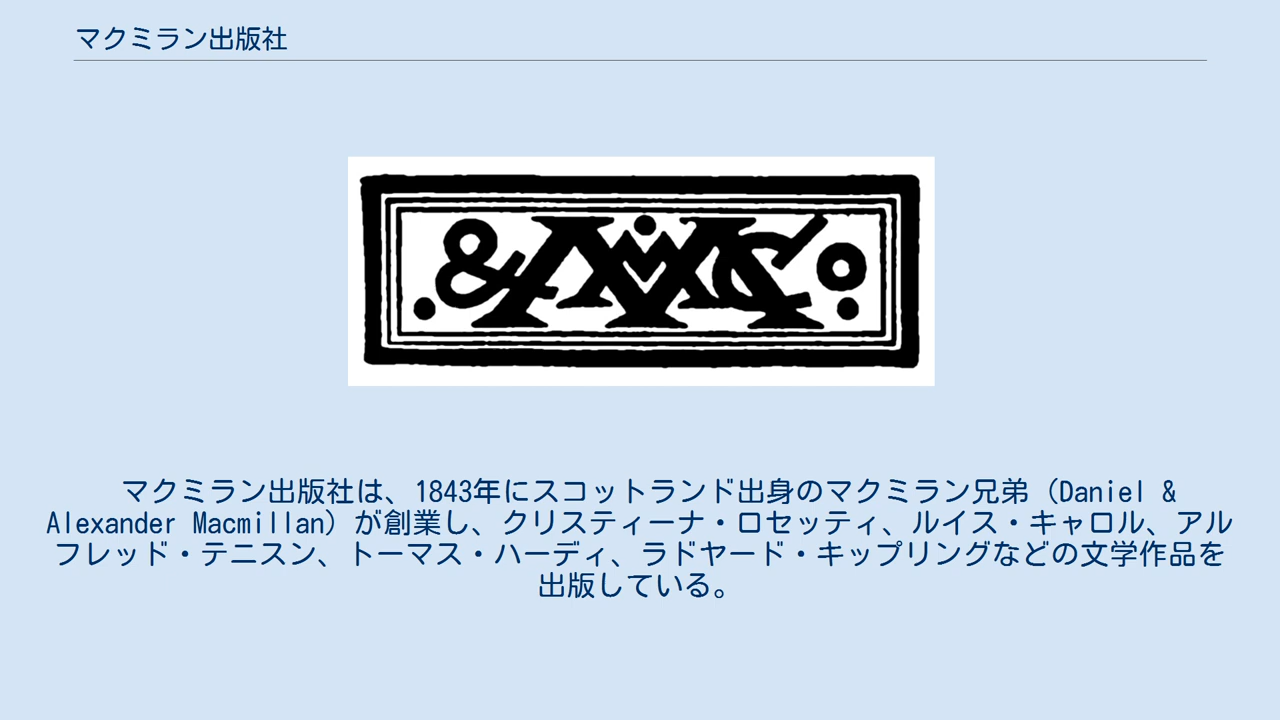 マクミラン出版社
&MMCo
マクミラン出版社は、1843年にスコットランド出身のマクミラン兄弟（Daniel &
Alexander Macmillan）が創業し、クリスティーナ・ロセッティ、ルイス・キャロル、アル
フレッド・テニスン、トーマス・ハーディ、ラドヤード・キップリングなどの文学作品を
出版している。